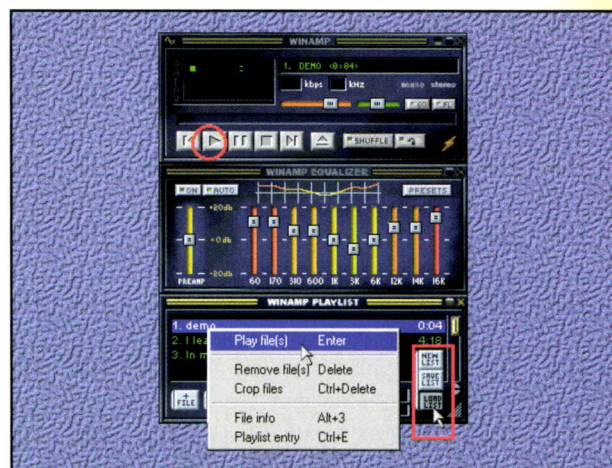 WINAMP
1. DEMO <0:04>
kbps kHz mono stereo
EQ PL
SHUFFLE
WINAMP EQUALIZER
ON AUTO PRESETS
+20db
+0db
-20db
PREAMP 60 170 310 600 1K 3K 6K 12K 14K 16K
WINAMP PLAYLIST
1. demo 0:04
2. I lea 4:18
3. In m
Play file(s) Enter
Remove file(s) Delete
Crop files Ctrl+Delete
File info Alt+3
Playlist entry Ctrl+E
+ FILE
NEW LIST
SAVE LIST
LOAD LIST